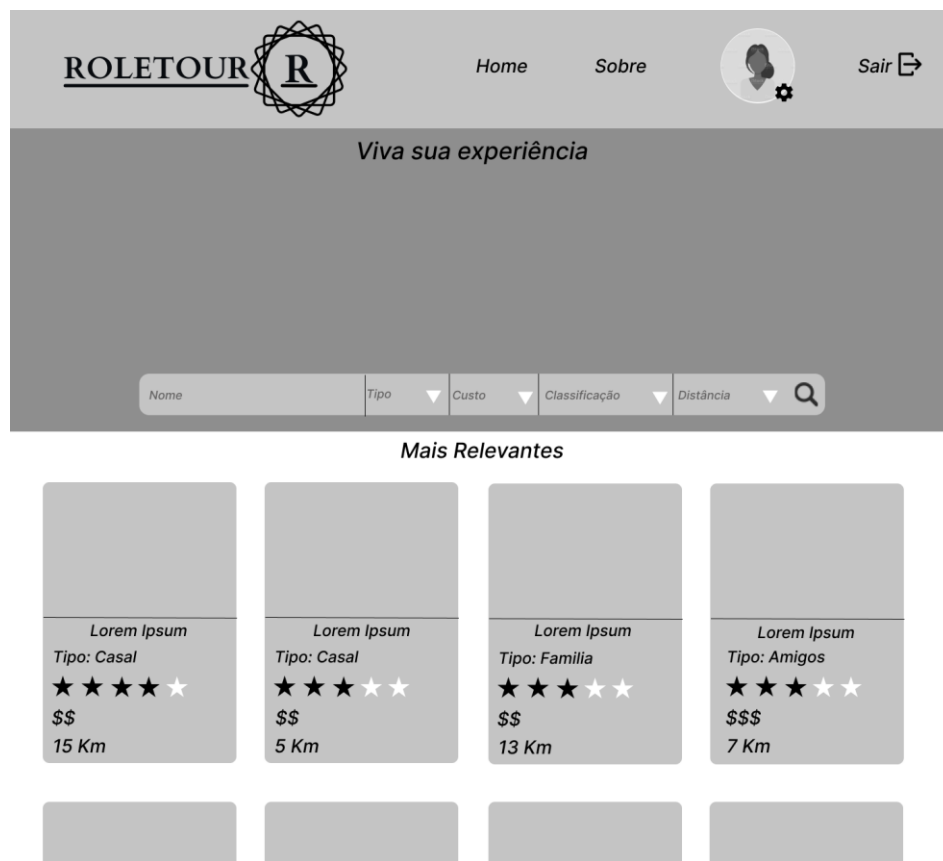 ROLETOUR R
Home Sobre Sair
Viva sua experiência
Nome Tipo Custo Classificação Distância
Mais Relevantes
Lorem Ipsum
Tipo: Casal
$$
15 Km
Lorem Ipsum
Tipo: Casal
$$
5 Km
Lorem Ipsum
Tipo: Familia
$$
13 Km
Lorem Ipsum
Tipo: Amigos
$$$
7 Km